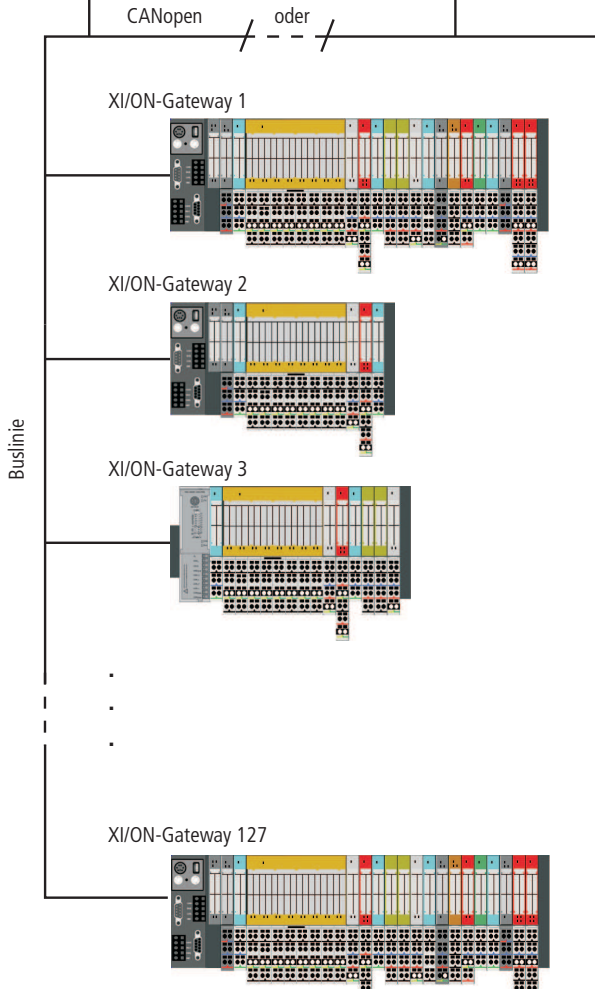 CANopen oder
XI/ON-Gateway 1
XI/ON-Gateway 2
Buslinie
XI/ON-Gateway 3
.
.
.
XI/ON-Gateway 127